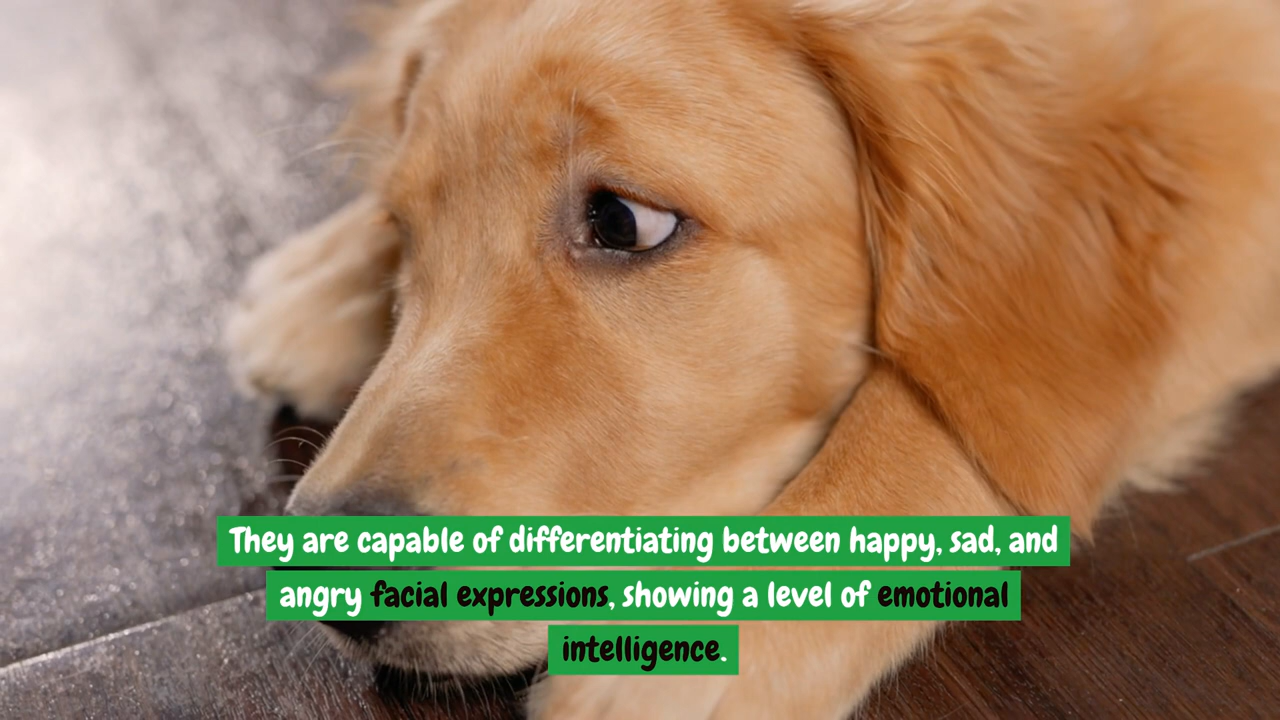 They are capable of differentiating between happy, sad, and
angry facial expressions, showing a level of emotional
intelligence.